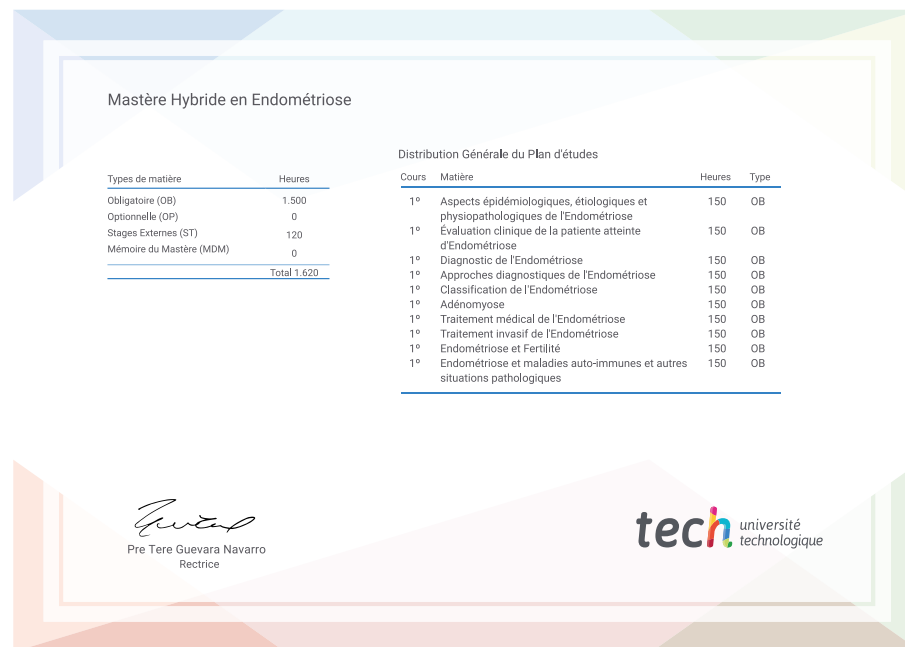 Mastère Hybride en Endométriose
Types de matière Heures
Obligatoire (OB) 1.500
Optionnelle (OP) 0
Stages Externes (ST) 120
Mémoire du Mastère (MDM) 0
Total 1.620
Distribution Générale du Plan d'études
Cours Matière Heures Type
1º Aspects épidémiologiques, étiologiques et 150 OB
physiopathologiques de l'Endométriose
1º Évaluation clinique de la patiente atteinte 150 OB
d'Endométriose
1º Diagnostic de l'Endométriose 150 OB
1º Approches diagnostiques de l'Endométriose 150 OB
1º Classification de l'Endométriose 150 OB
1º Adénomyose 150 OB
1º Traitement médical de l'Endométriose 150 OB
1º Traitement invasif de l'Endométriose 150 OB
1º Endométriose et Fertilité 150 OB
1º Endométriose et maladies auto-immunes et autres 150 OB
situations pathologiques
Pre Tere Guevara Navarro
Rectrice
tech université
technologique